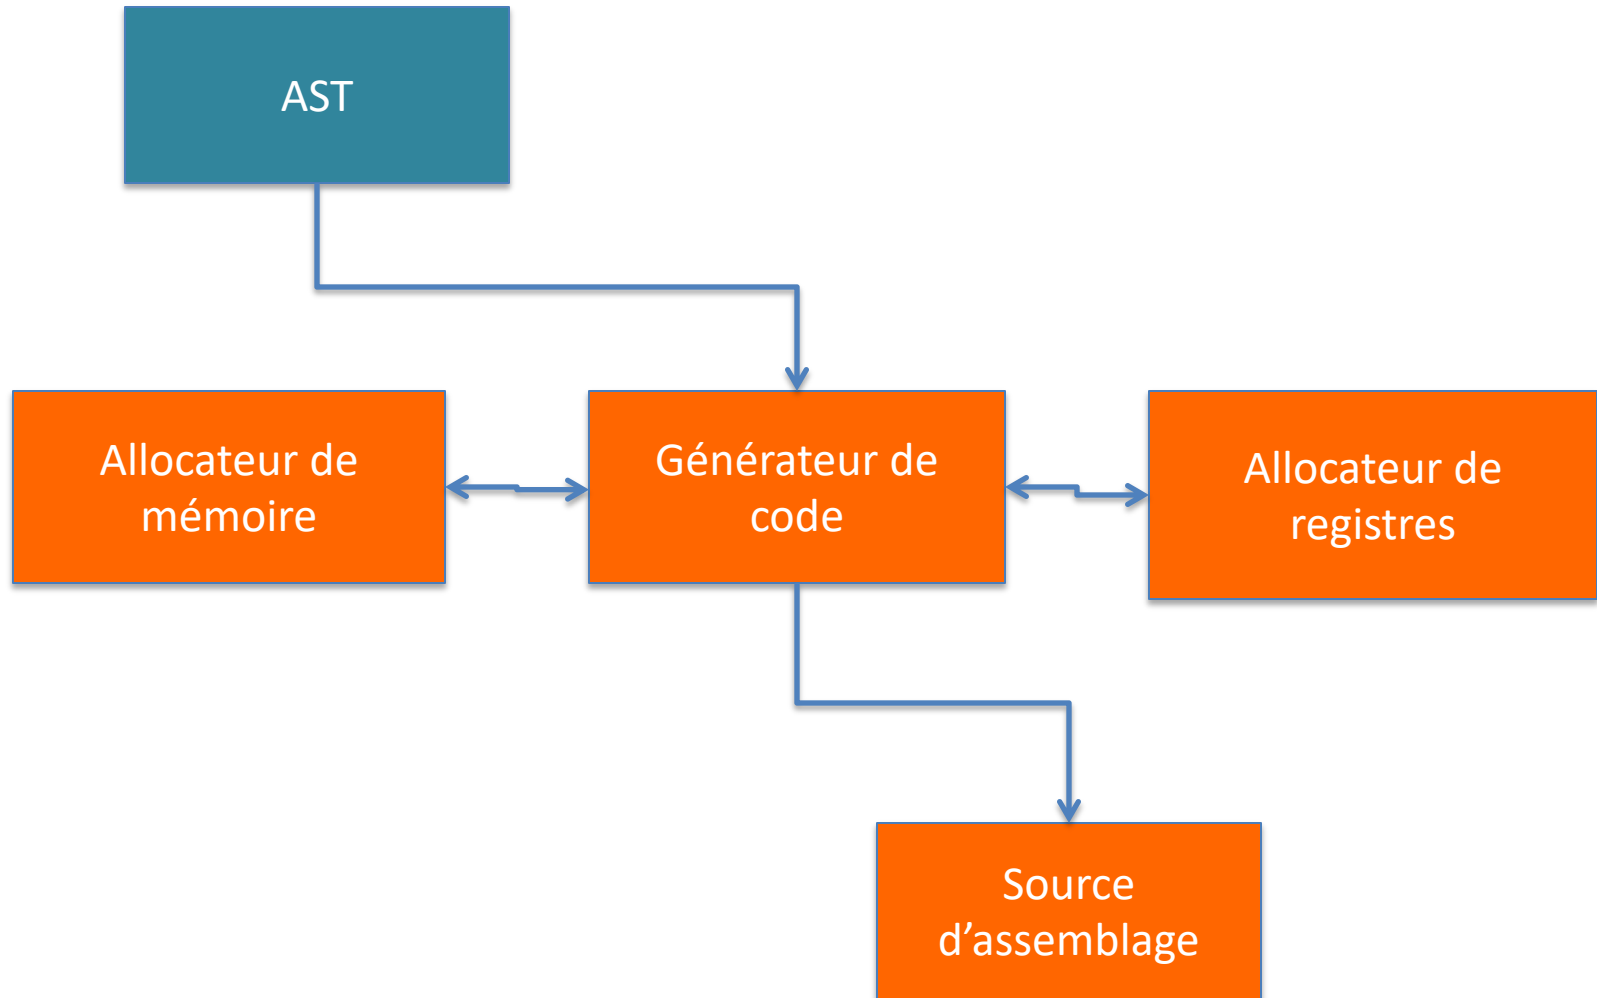 AST
Allocateur de
mémoire
Générateur de
code
Allocateur de
registres
Source
d’assemblage